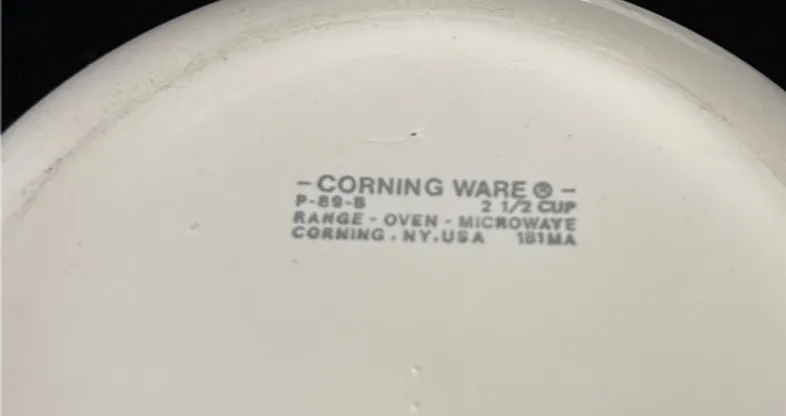 - CORNING WARE ® -
P-89-B 2 1/2 CUP
RANGE - OVEN - MICROWAVE
CORNING, NY. USA 181MA